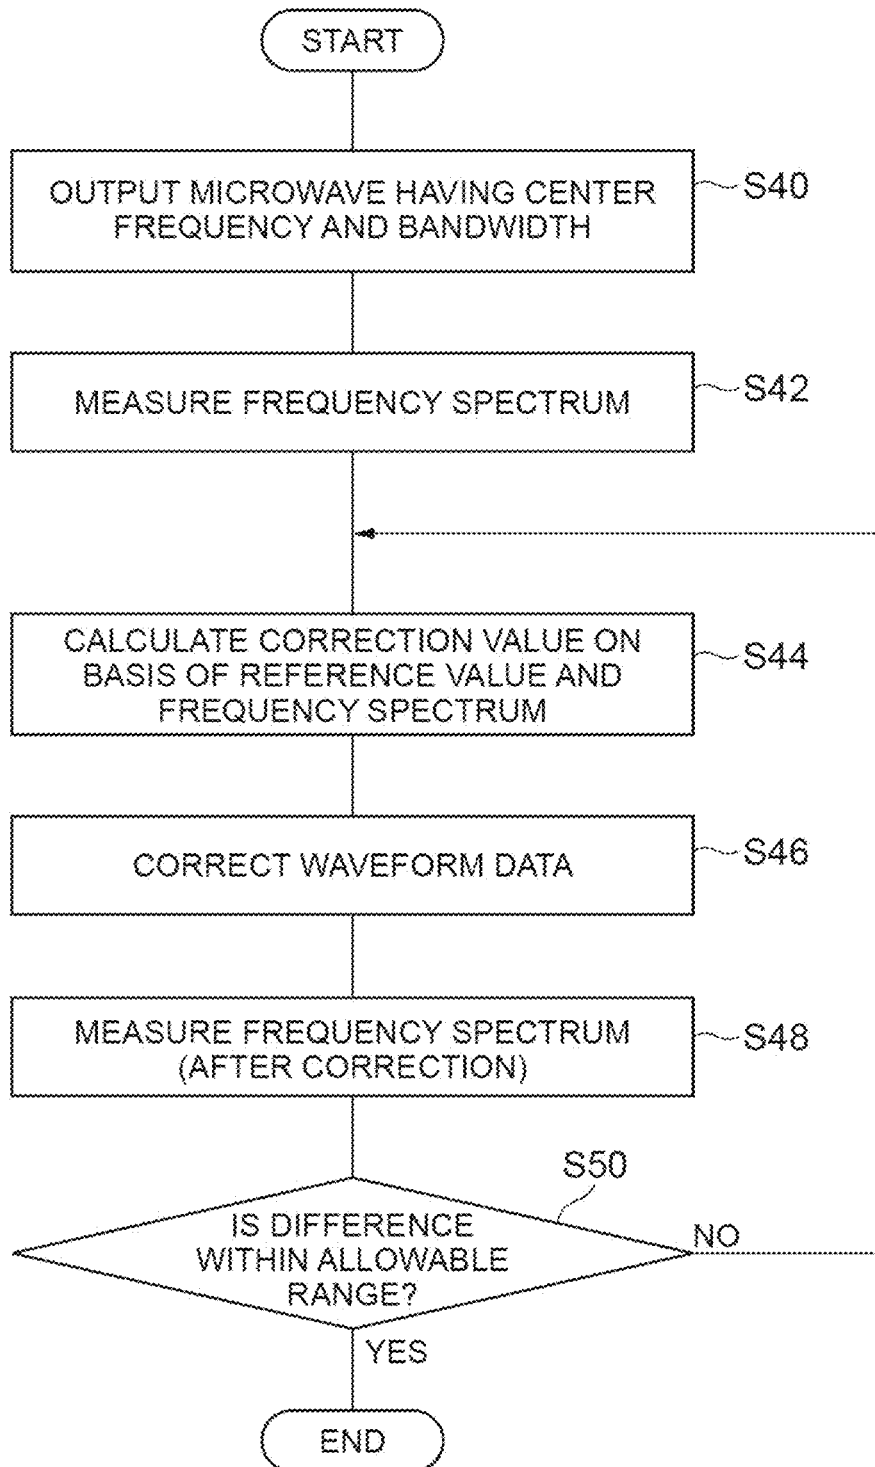 START
OUTPUT MICROWAVE HAVING CENTER
FREQUENCY AND BANDWIDTH
S40
MEASURE FREQUENCY SPECTRUM
S42
CALCULATE CORRECTION VALUE ON
BASIS OF REFERENCE VALUE AND
FREQUENCY SPECTRUM
S44
CORRECT WAVEFORM DATA
S46
MEASURE FREQUENCY SPECTRUM
(AFTER CORRECTION)
S48
S50
IS DIFFERENCE
WITHIN ALLOWABLE
RANGE?
NO
YES
END